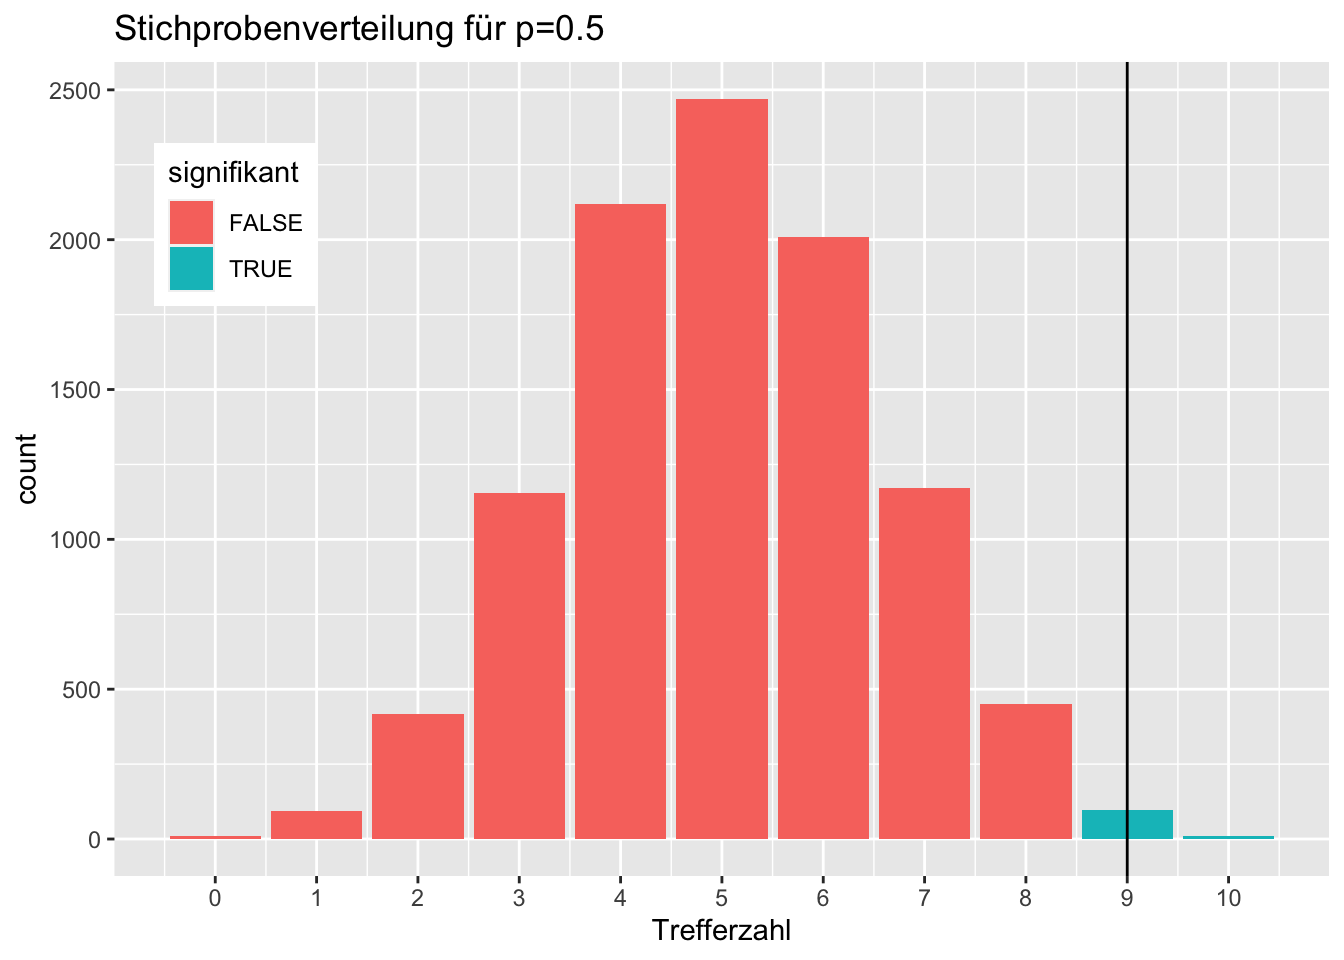 Stichprobenverteilung für p=0.5
2500
2000
1500
1000
500
0
count
signifikant
FALSE
TRUE
0 1 2 3 4 5 6 7 8 9 10
Trefferzahl